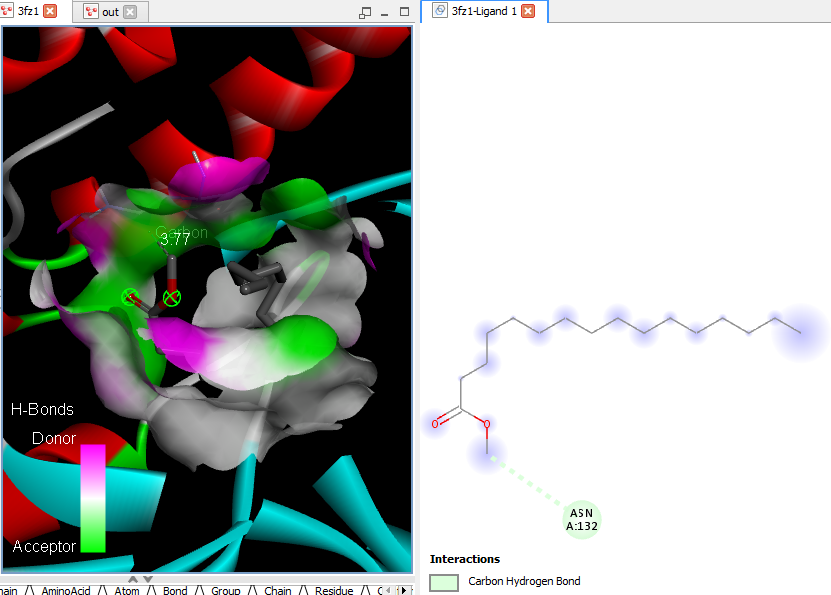 3fz1
out
3fz1-Ligand 1
Carbon
3.77
H-Bonds
Donor
Acceptor
O
O
ASN
A:132
Interactions
Carbon Hydrogen Bond
AminoAcid
Atom
Bond
Group
Chain
Residue